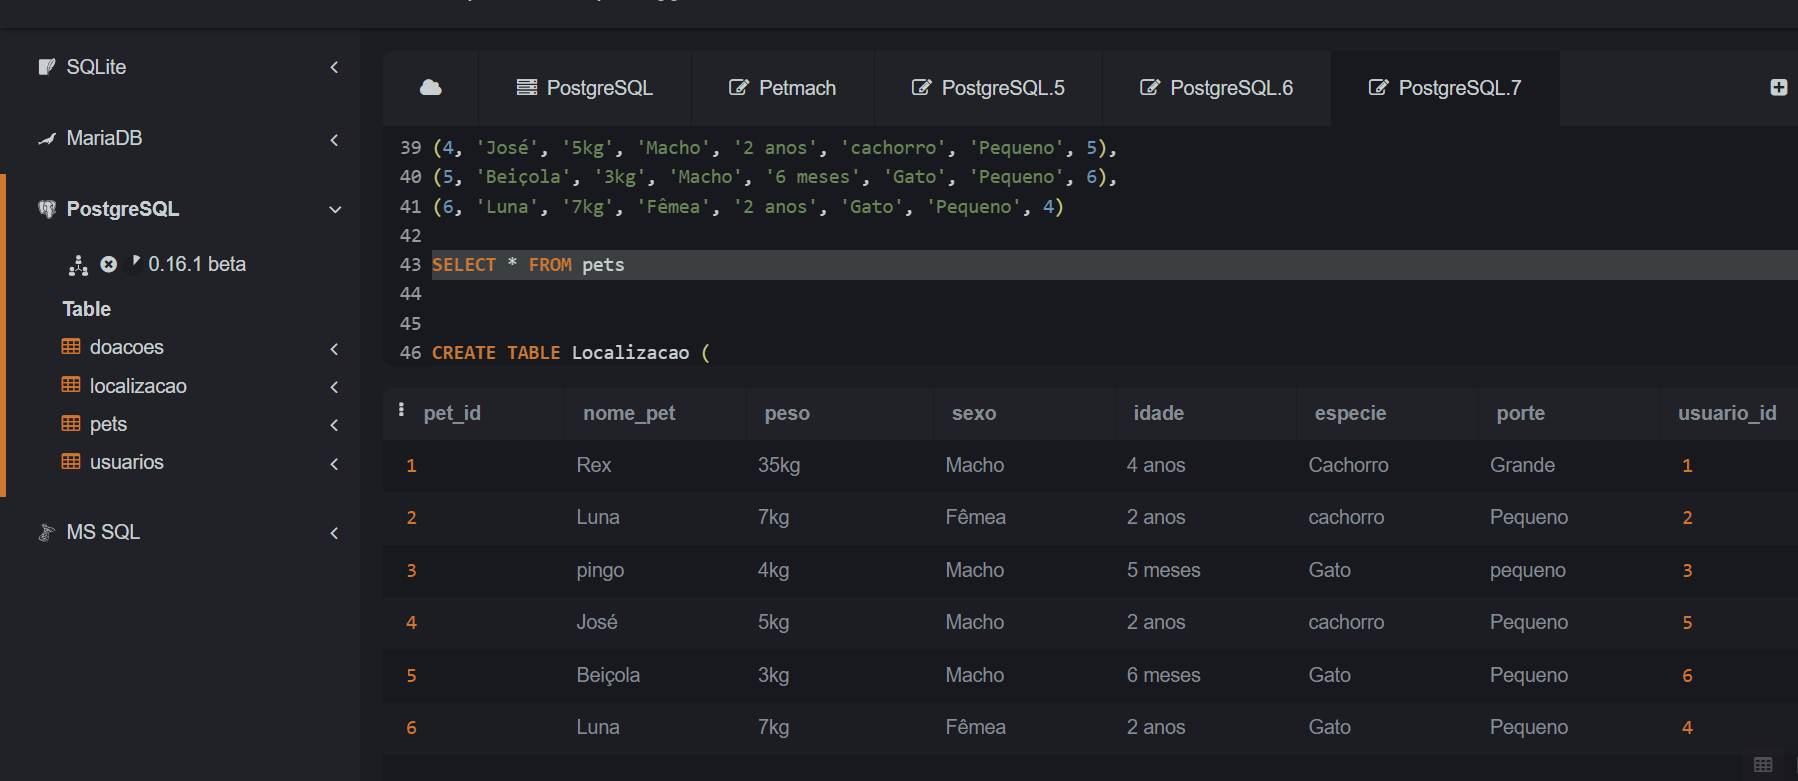 SQLite
MariaDB
PostgreSQL
0.16.1 beta
Table
doacoes
localizacao
pets
usuarios
MS SQL
PostgreSQL Petmach PostgreSQL.5 PostgreSQL.6 PostgreSQL.7
39 (4, 'José', '5kg', 'Macho', '2 anos', 'cachorro', 'Pequeno', 5),
40 (5, 'Beiçola', '3kg', 'Macho', '6 meses', 'Gato', 'Pequeno', 6),
41 (6, 'Luna', '7kg', 'Fêmea', '2 anos', 'Gato', 'Pequeno', 4)
42
43 SELECT * FROM pets
44
45
46 CREATE TABLE Localizacao (
pet_id nome_pet peso sexo idade especie porte usuario_id
1 Rex 35kg Macho 4 anos Cachorro Grande 1
2 Luna 7kg Fêmea 2 anos cachorro Pequeno 2
3 pingo 4kg Macho 5 meses Gato pequeno 3
4 José 5kg Macho 2 anos cachorro Pequeno 5
5 Beiçola 3kg Macho 6 meses Gato Pequeno 6
6 Luna 7kg Fêmea 2 anos Gato Pequeno 4